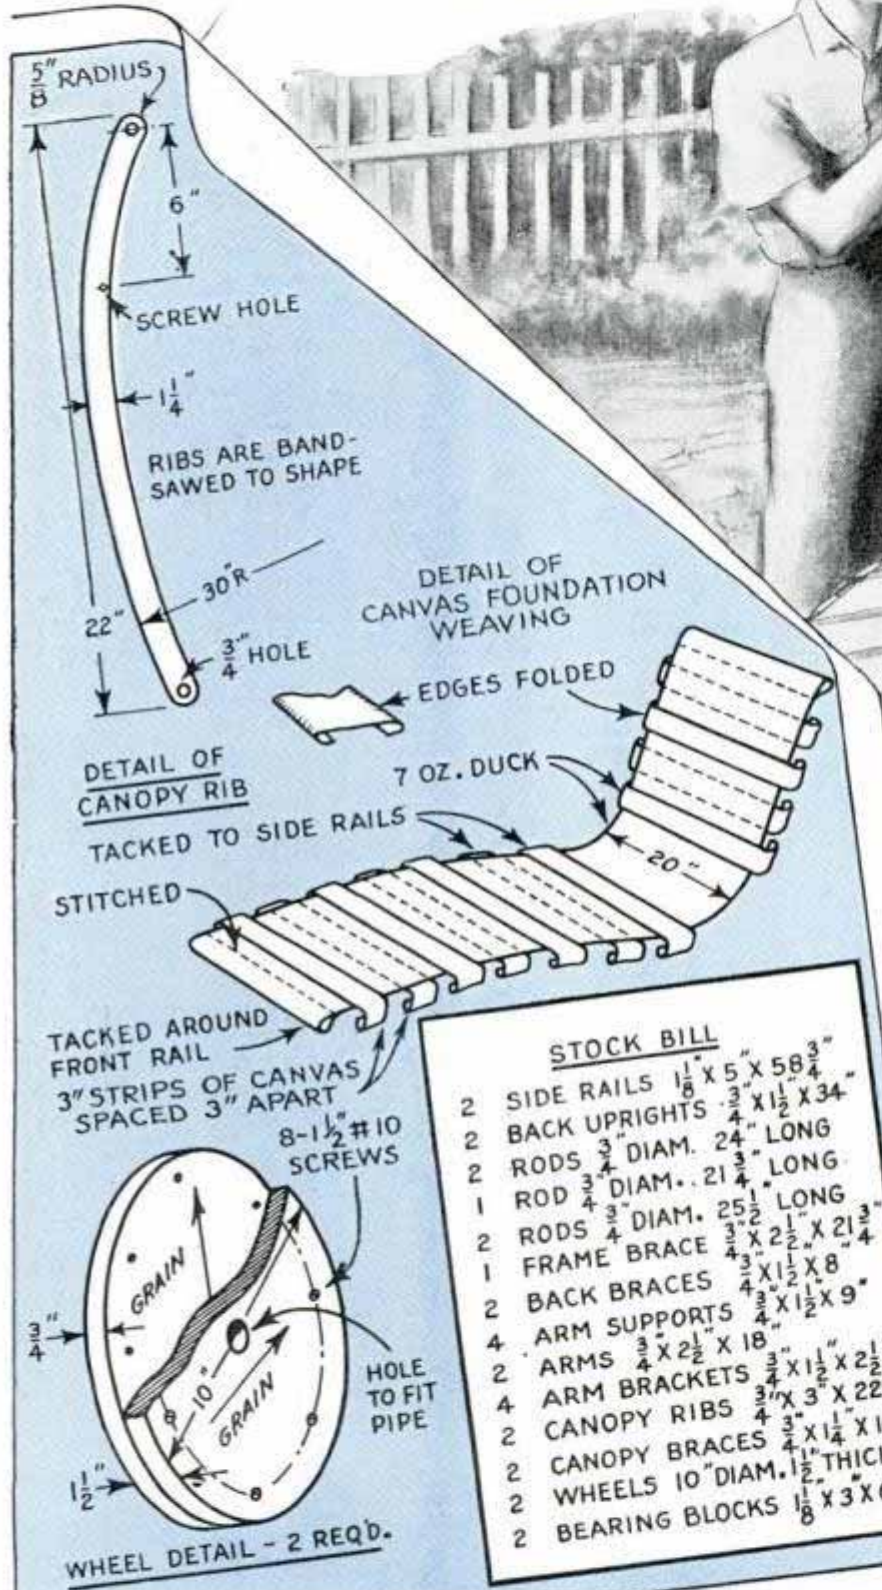 5/8" RADIUS
6"
SCREW HOLE
1 1/4"
RIBS ARE BAND-
SAWED TO SHAPE
30"R
22"
3/4" HOLE
DETAIL OF
CANOPY RIB
DETAIL OF
CANVAS FOUNDATION
WEAVING
EDGES FOLDED
7 OZ. DUCK
TACKED TO SIDE RAILS
20"
STITCHED
TACKED AROUND
FRONT RAIL
3" STRIPS OF CANVAS
SPACED 3" APART
8-1 1/2" #10
SCREWS
GRAIN
3/4"
10"
GRAIN
HOLE
TO FIT
PIPE
1 1/2"
WHEEL DETAIL - 2 REQ'D.
STOCK BILL
2 SIDE RAILS 1 1/8" X 5" X 58 3/4"
2 BACK UPRIGHTS 3/4" X 1 1/2" X 34"
2 RODS 3/4" DIAM. 24" LONG
1 ROD 3/4" DIAM. 21 3/4" LONG
2 RODS 3/4" DIAM. 25 1/2" LONG
1 FRAME BRACE 3/4" X 2 1/2" X 21 3/4"
2 BACK BRACES 3/4" X 1 1/2" X 8"
4 ARM SUPPORTS 3/4" X 1 1/2" X 9"
2 ARMS 3/4" X 2 1/2" X 18"
4 ARM BRACKETS 3/4" X 1 1/2" X 2 1/2
2 CANOPY RIBS 3/4" X 3" X 22
2 CANOPY BRACES 3/4" X 1 1/4" X 1
2 WHEELS 10" DIAM. 1 1/2" THIC
2 BEARING BLOCKS 1 1/8" X 3" X